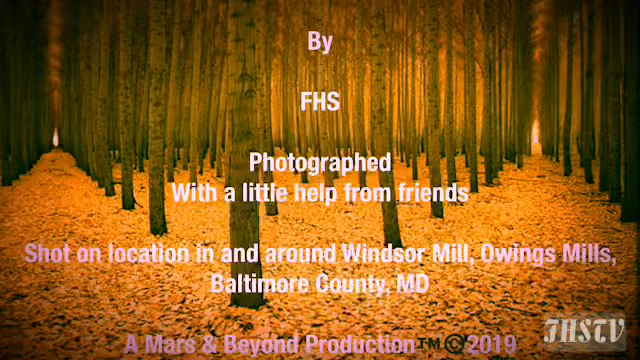 By
FHS
Photographed
With a little help from friends
Shot on location in and around Windsor Mill, Owings Mills,
Baltimore County, MD
A Mars & Beyond Production™©2019
FHSTV